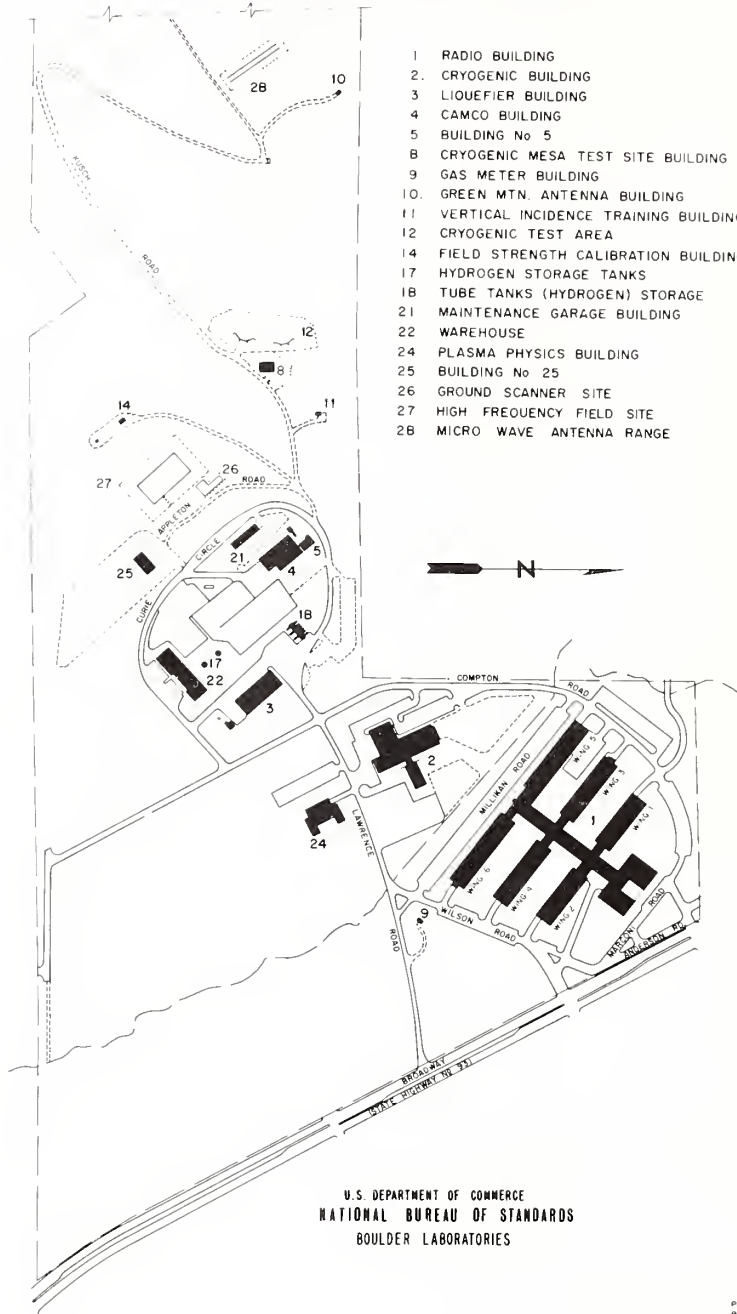 1 RADIO BUILDING
2. CRYOGENIC BUILDING
3 LIQUEFIER BUILDING
4 CAMCO BUILDING
5 BUILDING No 5
8 CRYOGENIC MESA TEST SITE BUILDING
9 GAS METER BUILDING
10. GREEN MTN. ANTENNA BUILDING
11 VERTICAL INCIDENCE TRAINING BUILDING
12 CRYOGENIC TEST AREA
14 FIELD STRENGTH CALIBRATION BUILDIN
17 HYDROGEN STORAGE TANKS
18 TUBE TANKS (HYDROGEN) STORAGE
21 MAINTENANCE GARAGE BUILDING
22 WAREHOUSE
24 PLASMA PHYSICS BUILDING
25 BUILDING No 25
26 GROUND SCANNER SITE
27 HIGH FREQUENCY FIELD SITE
28 MICRO WAVE ANTENNA RANGE
28
10
KUSCH
ROAD
12
8
14
11
27
26
APPLETON
ROAD
21
5
4
25
CURIE
CIRCLE
N
18
17
22
3
COMPTON
ROAD
2
MILLIKAN ROAD
WING 5
WING 3
WING 1
1
24
LAWRENCE
ROAD
WING 6
WING 4
WING 2
9
WILSON
ROAD
MARCONI
ROAD
ANDERSON RD
BROADWAY
(STATE HIGHWAY No 93)
U.S. DEPARTMENT OF COMMERCE
NATIONAL BUREAU OF STANDARDS
BOULDER LABORATORIES